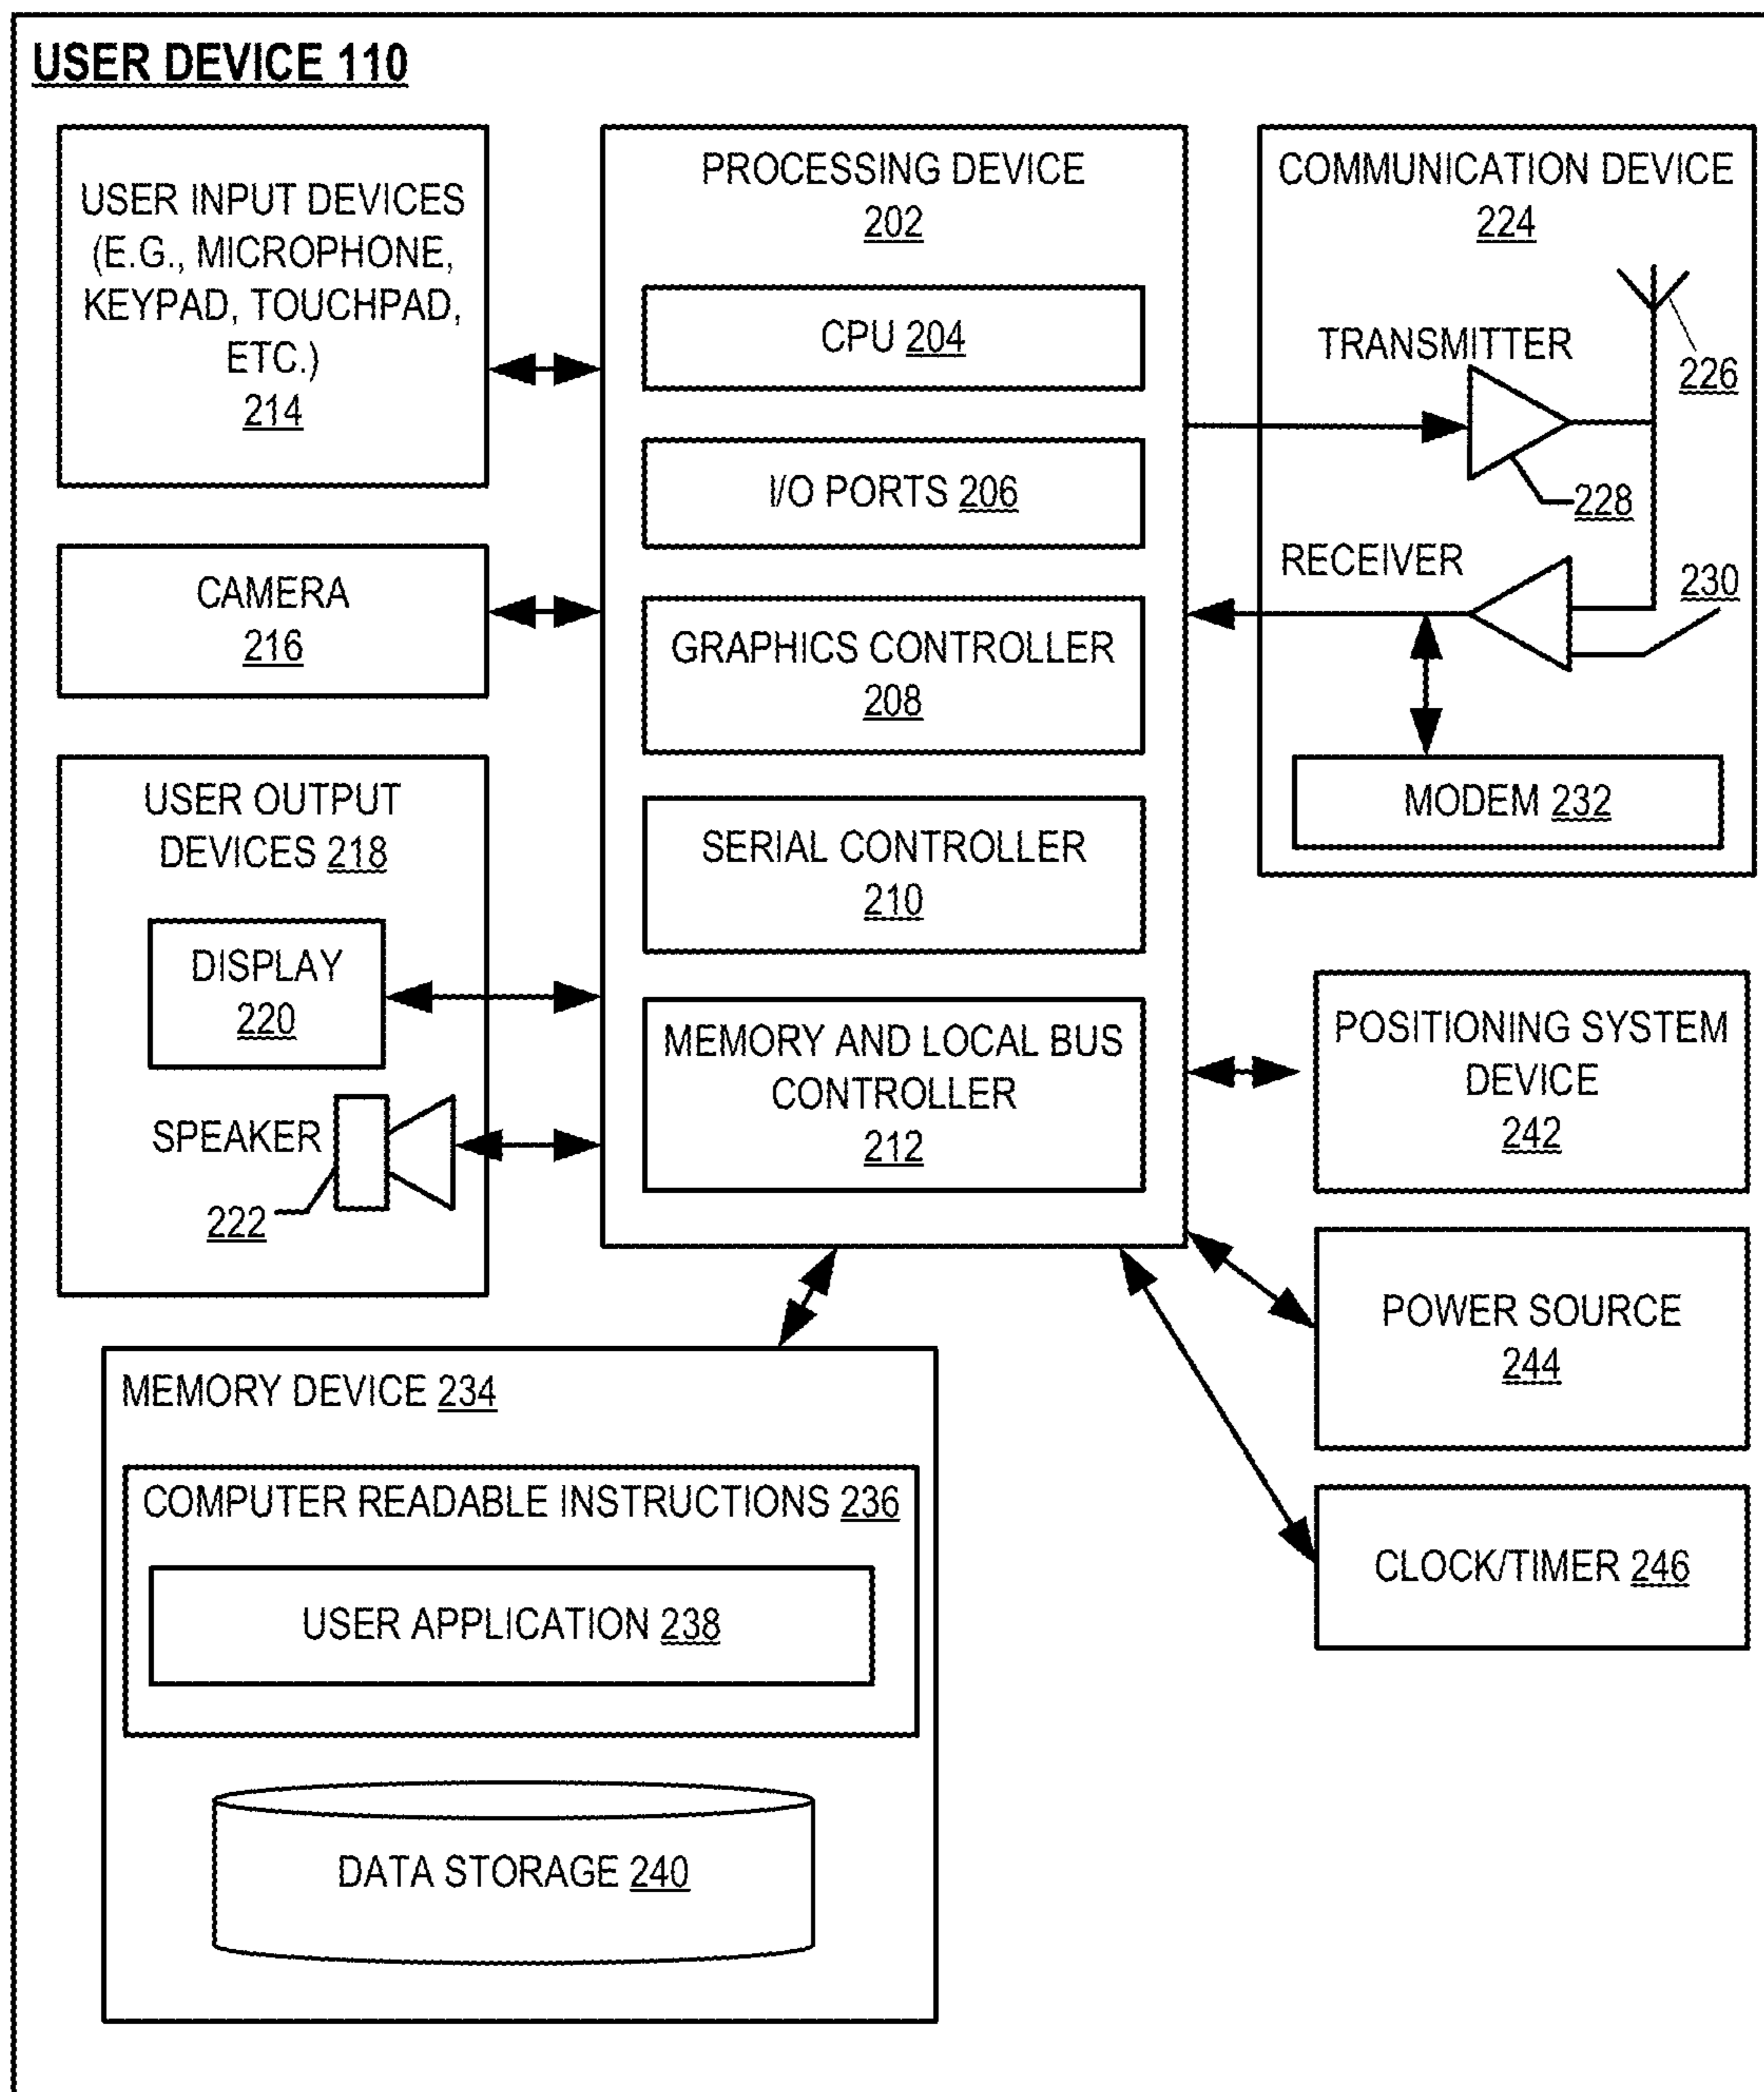 USER DEVICE 110
USER INPUT DEVICES
(E.G., MICROPHONE,
KEYPAD, TOUCHPAD,
ETC.)
214
CAMERA
216
USER OUTPUT
DEVICES 218
DISPLAY
220
SPEAKER
222
PROCESSING DEVICE
202
CPU 204
I/O PORTS 206
GRAPHICS CONTROLLER
208
SERIAL CONTROLLER
210
MEMORY AND LOCAL BUS
CONTROLLER
212
COMMUNICATION DEVICE
224
TRANSMITTER
226
228
RECEIVER
230
MODEM 232
POSITIONING SYSTEM
DEVICE
242
POWER SOURCE
244
CLOCK/TIMER 246
MEMORY DEVICE 234
COMPUTER READABLE INSTRUCTIONS 236
USER APPLICATION 238
DATA STORAGE 240